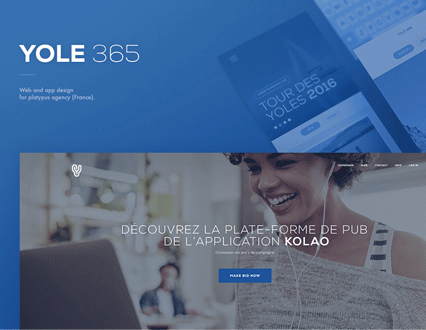 YOLE 365
Web and app design
for platypus agency (France).
TOUR DES
YOLES 2016
DÉCOUVREZ LA PLATE-FORME DE PUB
DE L'APPLICATION KOLAO
MAKE BID NOW